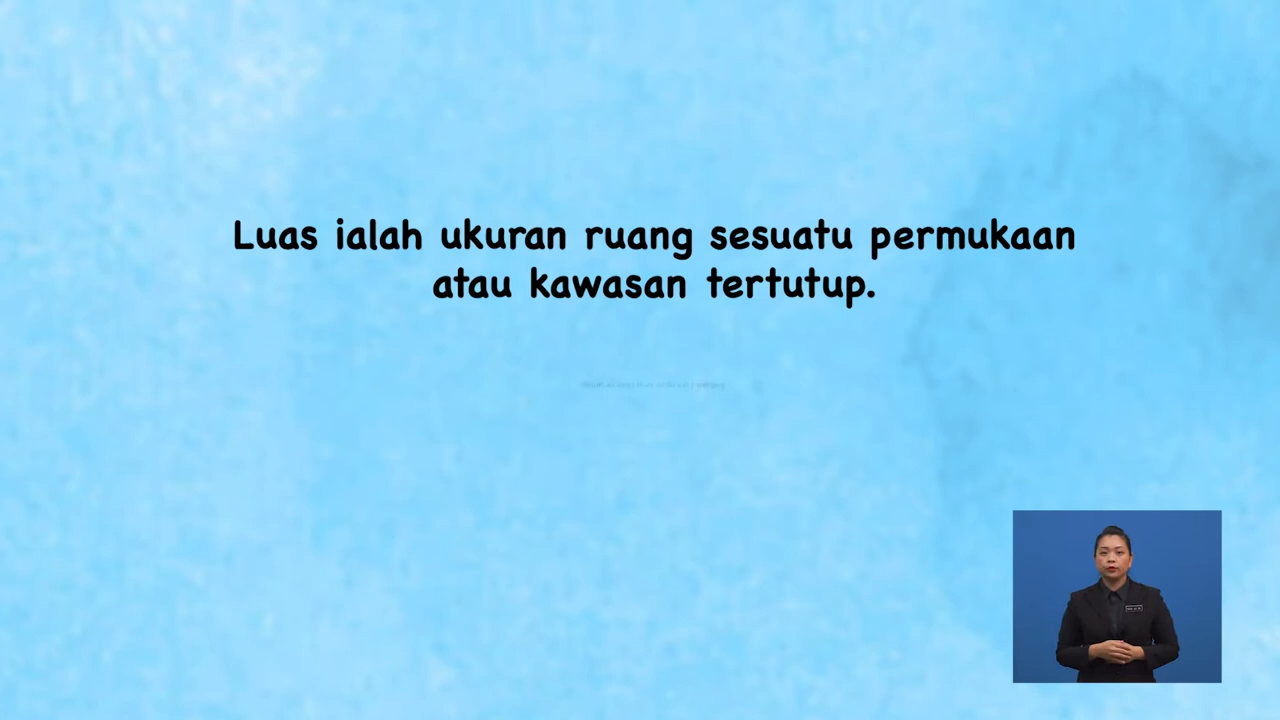 Luas ialah ukuran ruang sesuatu permukaan
atau kawasan tertutup.